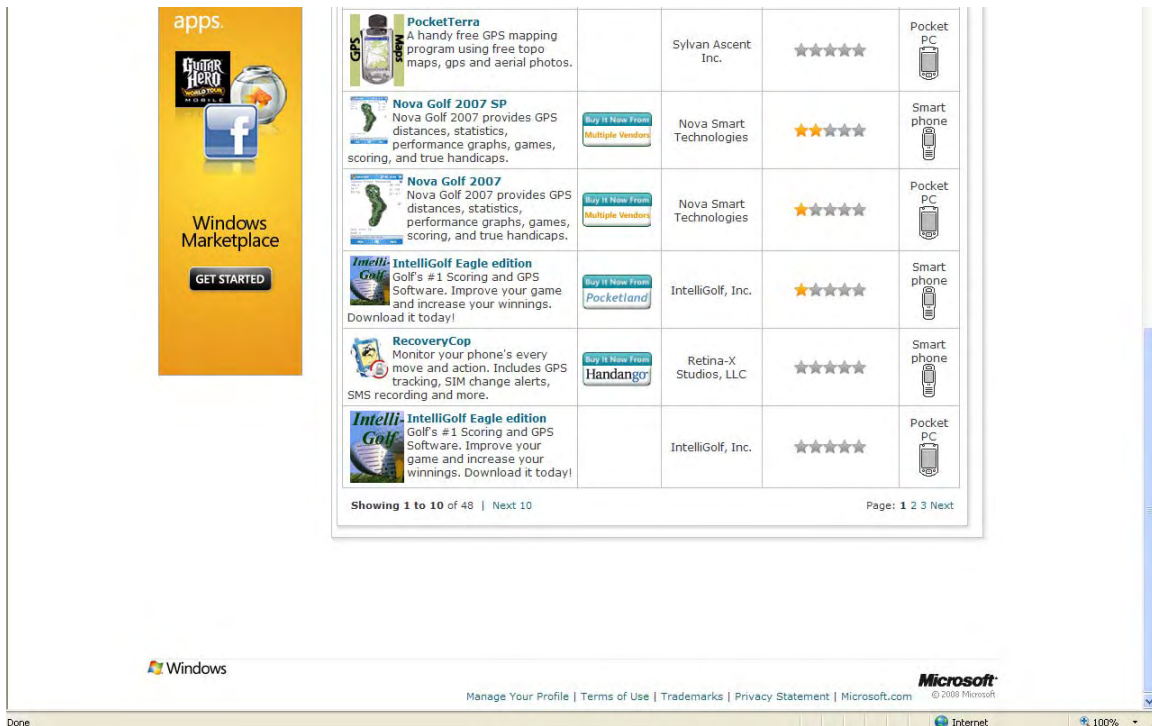 apps.
GUITAR
HERO
WORLD TOUR
MOBILE
f
Windows
Marketplace
GET STARTED
GPS
Maps
PocketTerra
A handy free GPS mapping
program using free topo
maps, gps and aerial photos.
Sylvan Ascent
Inc.
Pocket
PC
Nova Golf 2007 SP
Nova Golf 2007 provides GPS
distances, statistics,
performance graphs, games,
scoring, and true handicaps.
Buy It Now From
Multiple Vendors
Nova Smart
Technologies
Smart
phone
Nova Golf 2007
Nova Golf 2007 provides GPS
distances, statistics,
performance graphs, games,
scoring, and true handicaps.
Buy It Now From
Multiple Vendors
Nova Smart
Technologies
Pocket
PC
Intelli-
Golf
IntelliGolf Eagle edition
Golf's #1 Scoring and GPS
Software. Improve your game
and increase your winnings.
Download it today!
Buy It Now From
Pocketland
IntelliGolf, Inc.
Smart
phone
RecoveryCop
Monitor your phone's every
move and action. Includes GPS
tracking, SIM change alerts,
SMS recording and more.
Buy It Now From
Handango
Retina-X
Studios, LLC
Smart
phone
Intelli-
Golf
IntelliGolf Eagle edition
Golf's #1 Scoring and GPS
Software. Improve your
game and increase your
winnings. Download it today!
IntelliGolf, Inc.
Pocket
PC
Showing 1 to 10 of 48 | Next 10
Page: 1 2 3 Next
Windows
Microsoft
Manage Your Profile | Terms of Use | Trademarks | Privacy Statement | Microsoft.com
© 2008 Microsoft
Done
Internet
100%